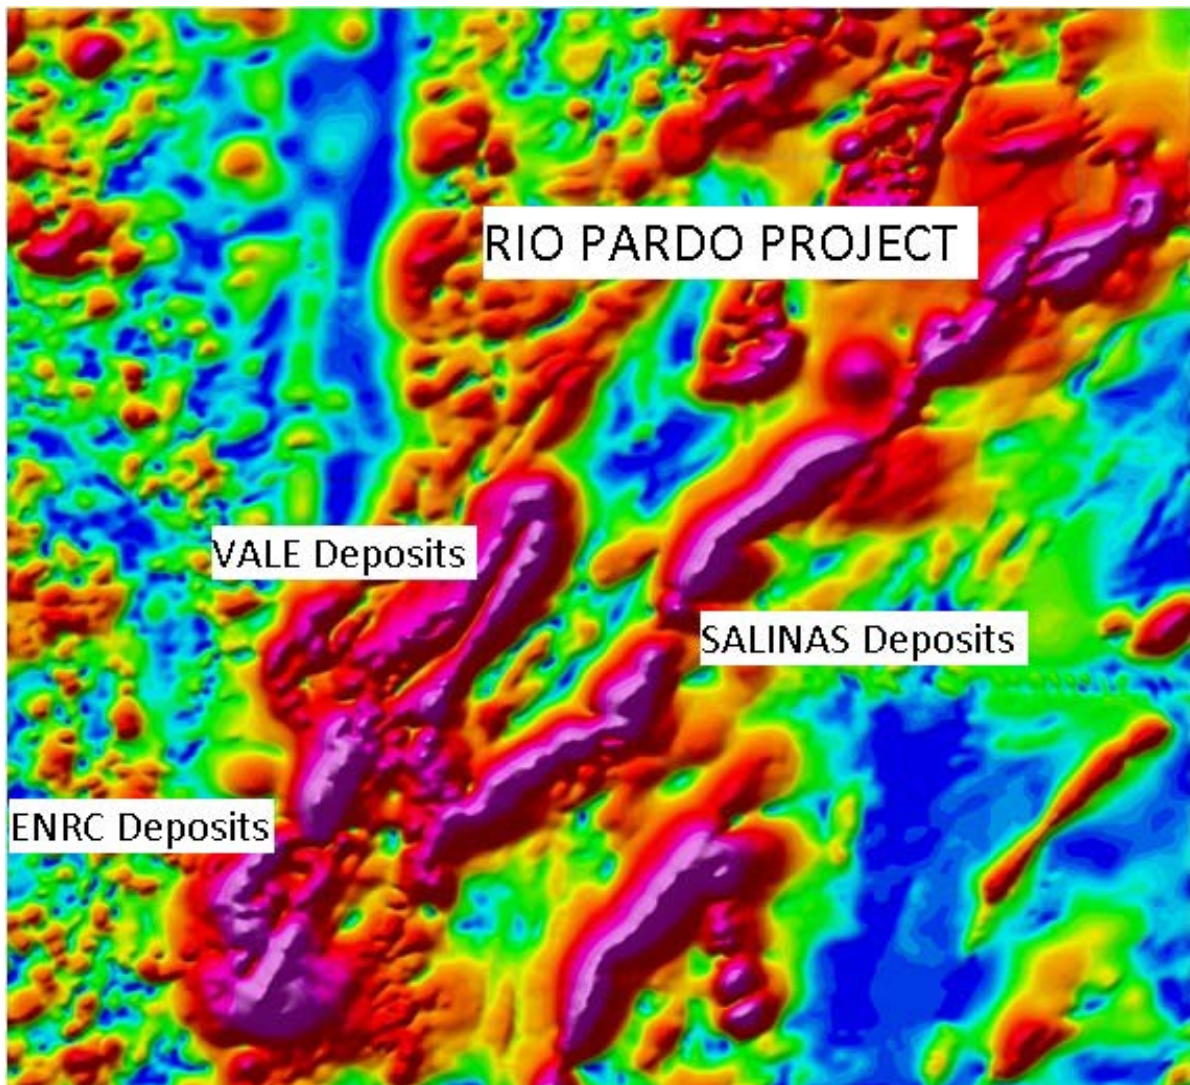 RIO PARDO PROJECT
VALE Deposits
SALINAS Deposits
ENRC Deposits